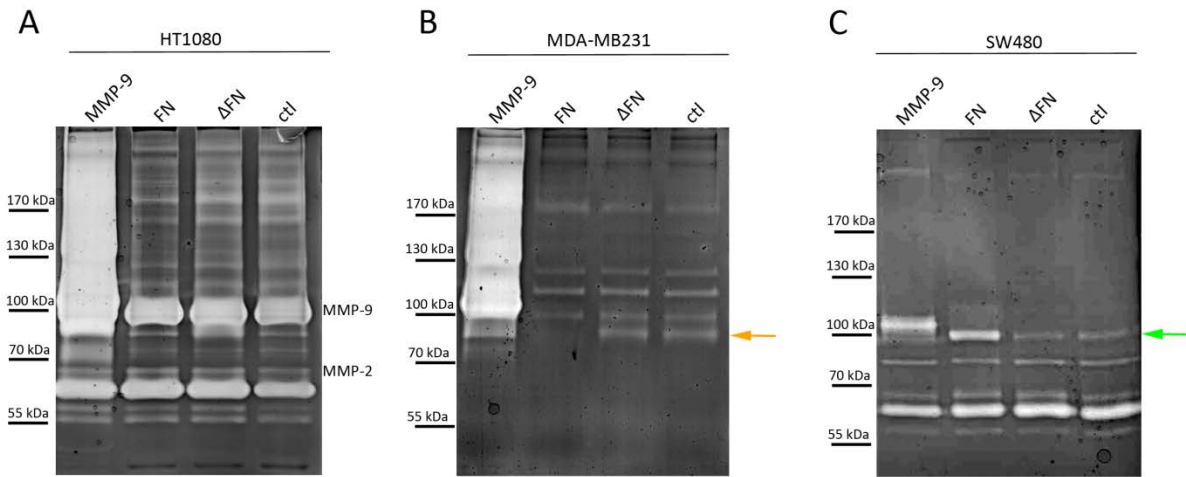 A
HT1080
MMP-9 FN ΔFN ctl
170 kDa
130 kDa
100 kDa
70 kDa
55 kDa
MMP-9
MMP-2
B
MDA-MB231
MMP-9 FN ΔFN ctl
170 kDa
130 kDa
100 kDa
70 kDa
55 kDa
C
SW480
MMP-9 FN ΔFN ctl
170 kDa
130 kDa
100 kDa
70 kDa
55 kDa